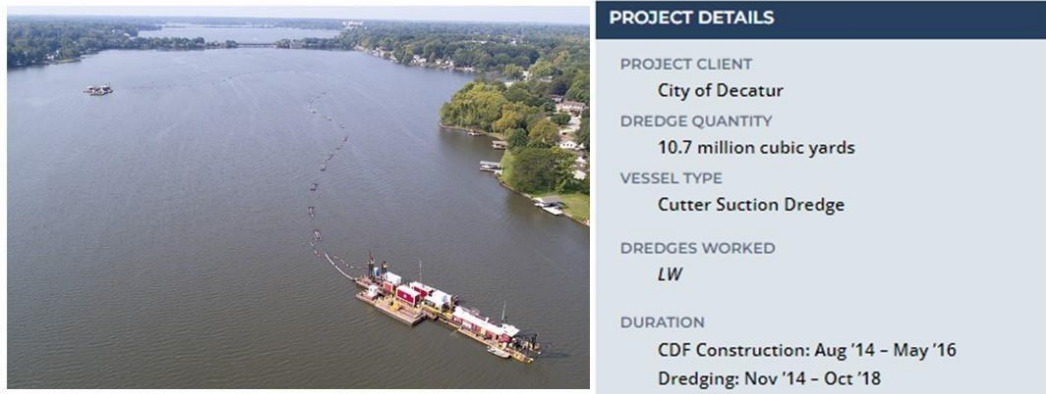 PROJECT DETAILS
PROJECT CLIENT
City of Decatur
DREDGE QUANTITY
10.7 million cubic yards
VESSEL TYPE
Cutter Suction Dredge
DREDGES WORKED
LW
DURATION
CDF Construction: Aug '14 – May '16
Dredging: Nov '14 – Oct '18